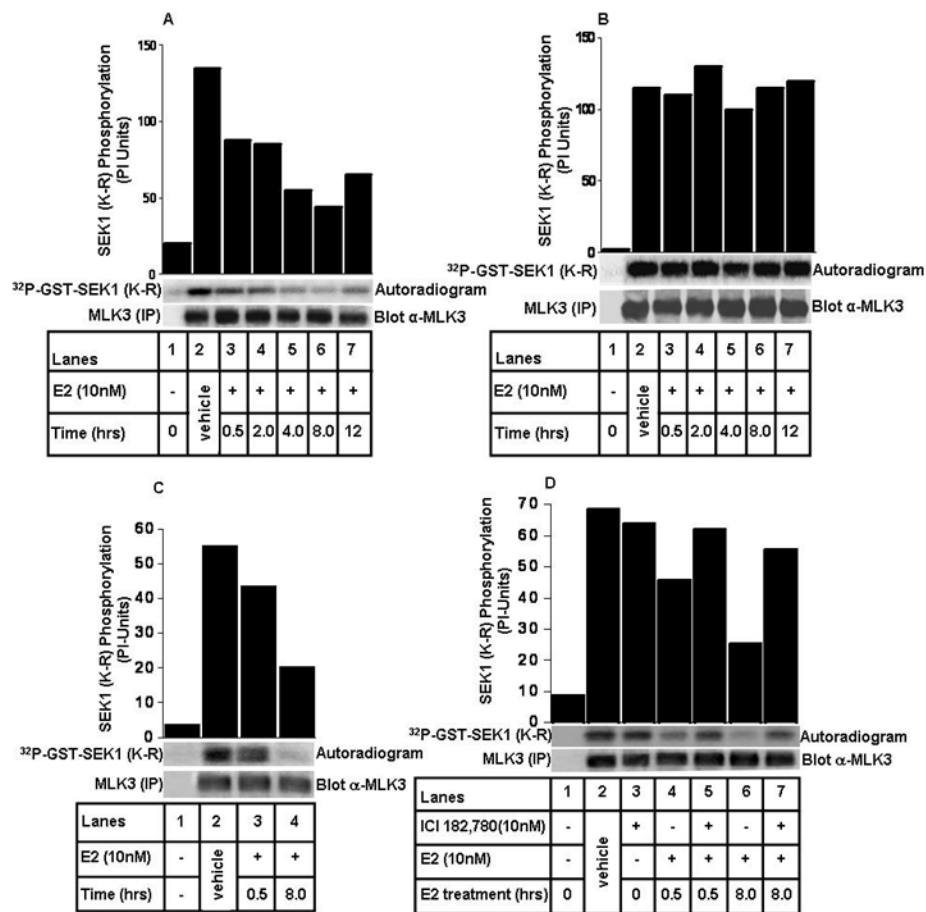 A
SEK1 (K-R) Phosphorylation
(PI Units)
150
100
50
0
³²P-GST-SEK1 (K-R) Autoradiogram
MLK3 (IP) Blot α-MLK3
Lanes 1 2 3 4 5 6 7
E2 (10nM) - vehicle + + + + +
Time (hrs) 0 0.5 2.0 4.0 8.0 12
B
SEK1 (K-R) Phosphorylation
(PI Units)
150
100
50
0
³²P-GST-SEK1 (K-R) Autoradiogram
MLK3 (IP) Blot α-MLK3
Lanes 1 2 3 4 5 6 7
E2 (10nM) - vehicle + + + + +
Time (hrs) 0 0.5 2.0 4.0 8.0 12
C
SEK1 (K-R) Phosphorylation
(PI-Units)
60
50
40
30
20
10
0
³²P-GST-SEK1 (K-R) Autoradiogram
MLK3 (IP) Blot α-MLK3
Lanes 1 2 3 4
E2 (10nM) - vehicle + +
Time (hrs) - 0.5 8.0
D
SEK1 (K-R) Phosphorylation
(PI-Units)
70
60
50
40
30
20
10
0
³²P-GST-SEK1 (K-R) Autoradiogram
MLK3 (IP) Blot α-MLK3
Lanes 1 2 3 4 5 6 7
ICI 182,780(10nM) - vehicle + - + - +
E2 (10nM) - - + + + +
E2 treatment (hrs) 0 0 0.5 0.5 8.0 8.0